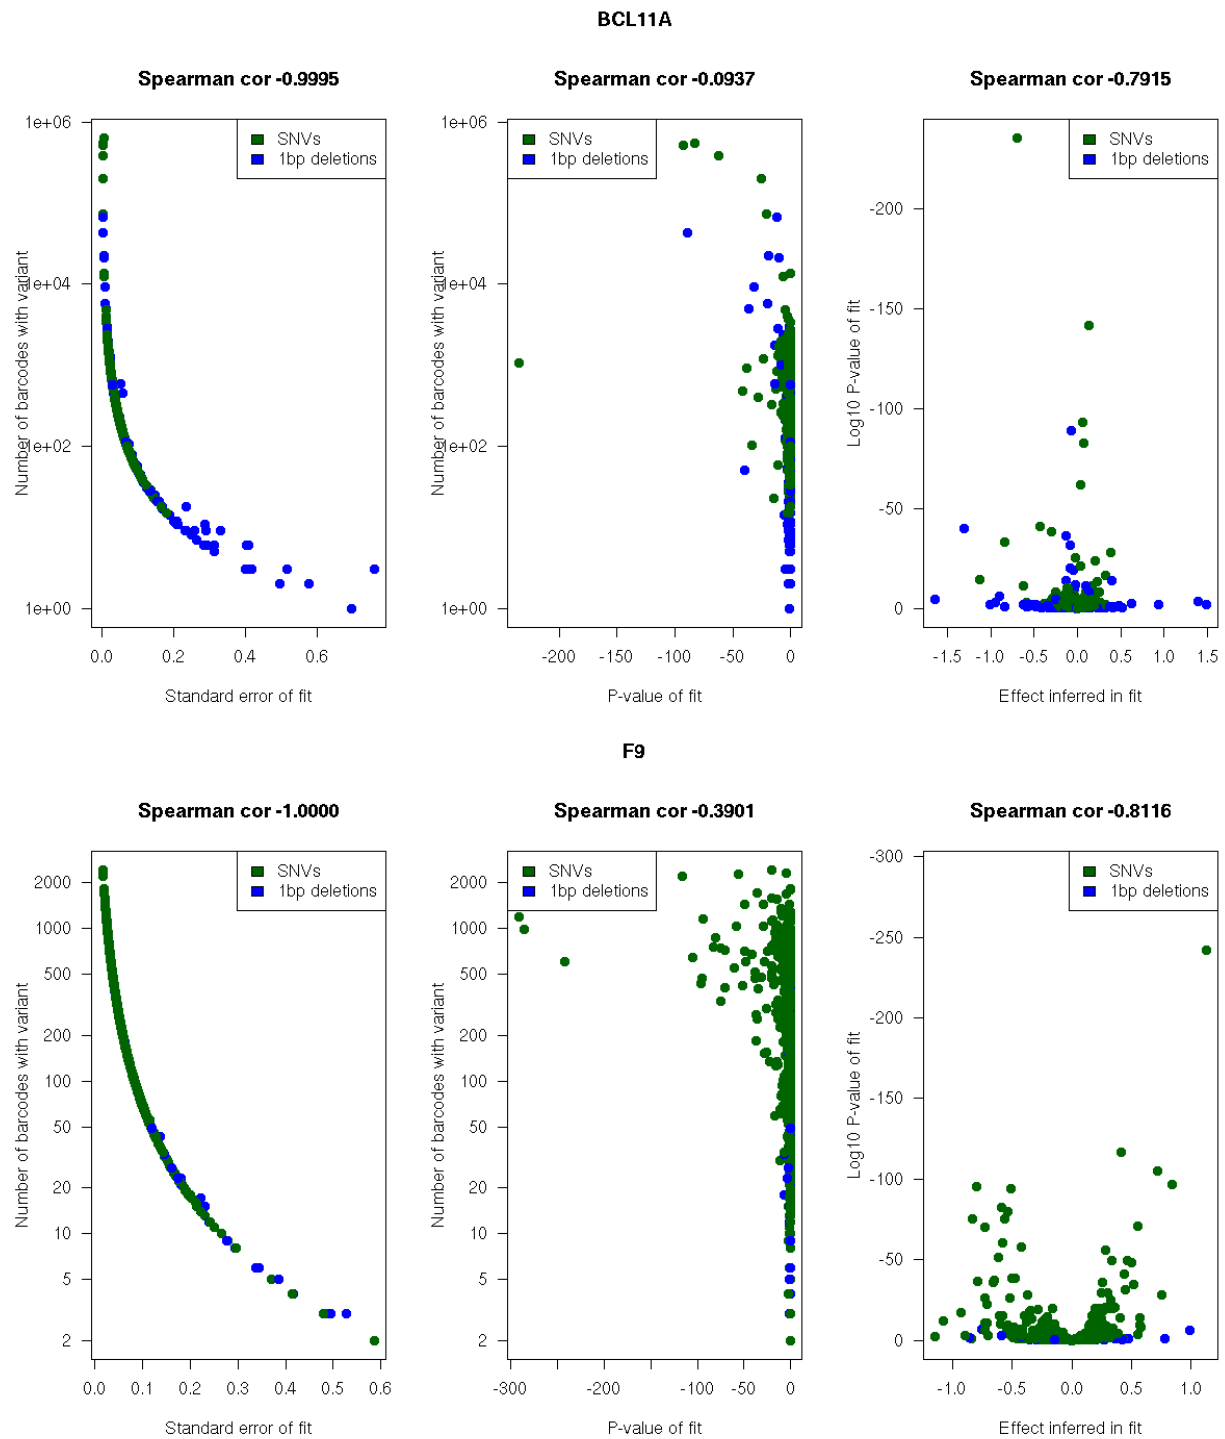 BCL11A
Spearman cor -0.9995
Spearman cor -0.0937
Spearman cor -0.7915
1e+06
1e+04
1e+02
1e+00
Number of barcodes with variant
SNVs
1bp deletions
0.0 0.2 0.4 0.6
Standard error of fit
1e+06
1e+04
1e+02
1e+00
Number of barcodes with variant
SNVs
1bp deletions
-200 -150 -100 -50 0
P-value of fit
-200
-150
-100
-50
0
Log10 P-value of fit
SNVs
1bp deletions
-1.5 -1.0 -0.5 0.0 0.5 1.0 1.5
Effect inferred in fit
F9
Spearman cor -1.0000
Spearman cor -0.3901
Spearman cor -0.8116
2000
1000
500
200
100
50
20
10
5
2
Number of barcodes with variant
SNVs
1bp deletions
0.0 0.1 0.2 0.3 0.4 0.5 0.6
Standard error of fit
2000
1000
500
200
100
50
20
10
5
2
Number of barcodes with variant
SNVs
1bp deletions
-300 -200 -100 -50 0
P-value of fit
-300
-250
-200
-150
-100
-50
0
Log10 P-value of fit
SNVs
1bp deletions
-1.0 -0.5 0.0 0.5 1.0
Effect inferred in fit